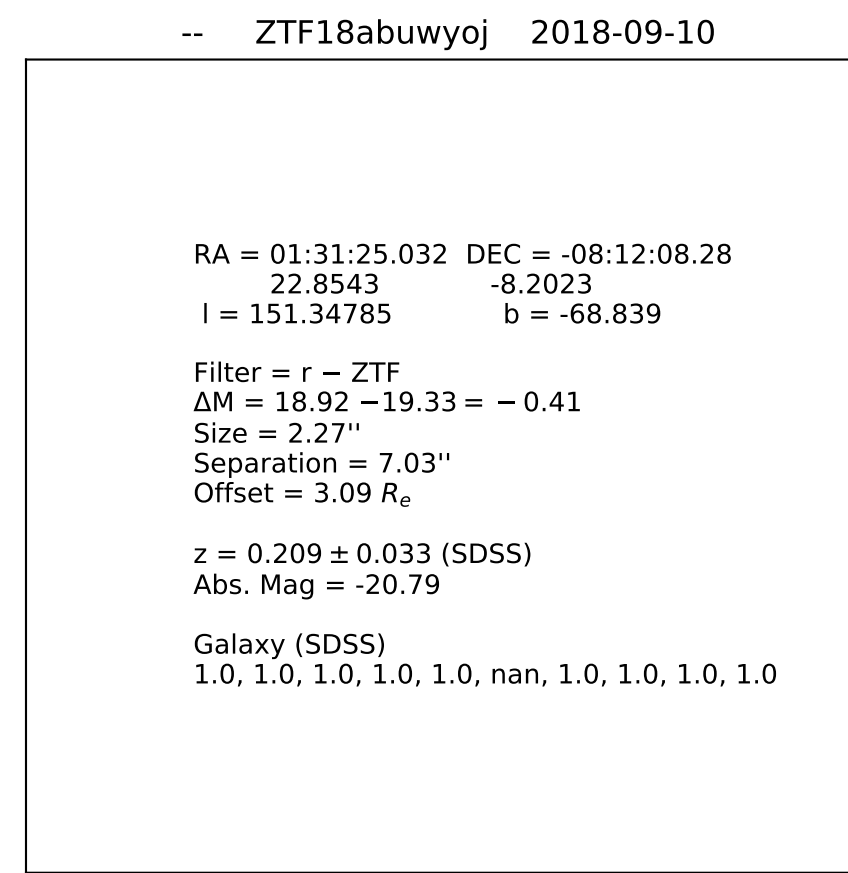 -- ZTF18abuwyoj 2018-09-10
RA = 01:31:25.032 DEC = -08:12:08.28
22.8543 -8.2023
l = 151.34785 b = -68.839
Filter = r − ZTF
ΔM = 18.92 −19.33 = − 0.41
Size = 2.27''
Separation = 7.03''
Offset = 3.09 Rₑ
z = 0.209 ± 0.033 (SDSS)
Abs. Mag = -20.79
Galaxy (SDSS)
1.0, 1.0, 1.0, 1.0, 1.0, nan, 1.0, 1.0, 1.0, 1.0